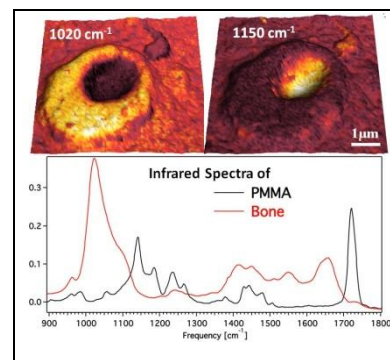 1020 cm⁻¹
1150 cm⁻¹
1μm
Infrared Spectra of
PMMA
Bone
0.3
0.2
0.1
0.0
900 1000 1100 1200 1300 1400 1500 1600 1700 1800
Frequency [cm⁻¹]